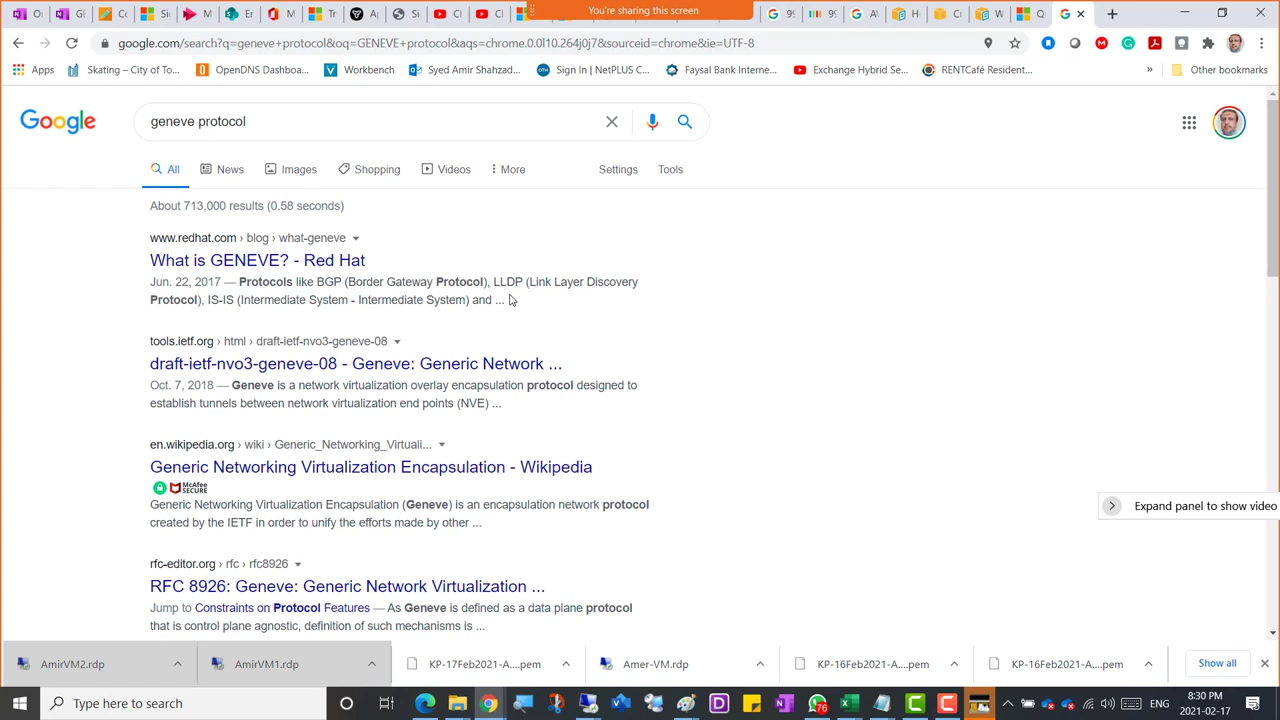 You're sharing this screen
google.com/search?q=geneve+protocol&oq=GENEVE+protocol&aqs=chrome.0.0l10.264j0j7&sourceid=chrome&ie=UTF-8
Apps
Skating – City of To...
OpenDNS Dashboa...
Workbench
Syed Amir Shahzad...
Sign In | NetPLUS C...
Faysal Bank Interne...
Exchange Hybrid Se...
RENTCafé Resident...
»
Other bookmarks
Google
geneve protocol
All
News
Images
Shopping
Videos
More
Settings
Tools
About 713,000 results (0.58 seconds)
www.redhat.com › blog › what-geneve
What is GENEVE? - Red Hat
Jun. 22, 2017 — Protocols like BGP (Border Gateway Protocol), LLDP (Link Layer Discovery
Protocol), IS-IS (Intermediate System - Intermediate System) and ...
tools.ietf.org › html › draft-ietf-nvo3-geneve-08
draft-ietf-nvo3-geneve-08 - Geneve: Generic Network ...
Oct. 7, 2018 — Geneve is a network virtualization overlay encapsulation protocol designed to
establish tunnels between network virtualization end points (NVE) ...
en.wikipedia.org › wiki › Generic_Networking_Virtuali...
Generic Networking Virtualization Encapsulation - Wikipedia
McAfee
SECURE
Generic Networking Virtualization Encapsulation (Geneve) is an encapsulation network protocol
created by the IETF in order to unify the efforts made by other ...
Expand panel to show video
rfc-editor.org › rfc › rfc8926
RFC 8926: Geneve: Generic Network Virtualization ...
Jump to Constraints on Protocol Features — As Geneve is defined as a data plane protocol
that is control plane agnostic, definition of such mechanisms is ...
AmirVM2.rdp
AmirVM1.rdp
KP-17Feb2021-A....pem
Amer-VM.rdp
KP-16Feb2021-A....pem
KP-16Feb2021-A....pem
Show all
Type here to search
76
ENG
8:30 PM
2021-02-17